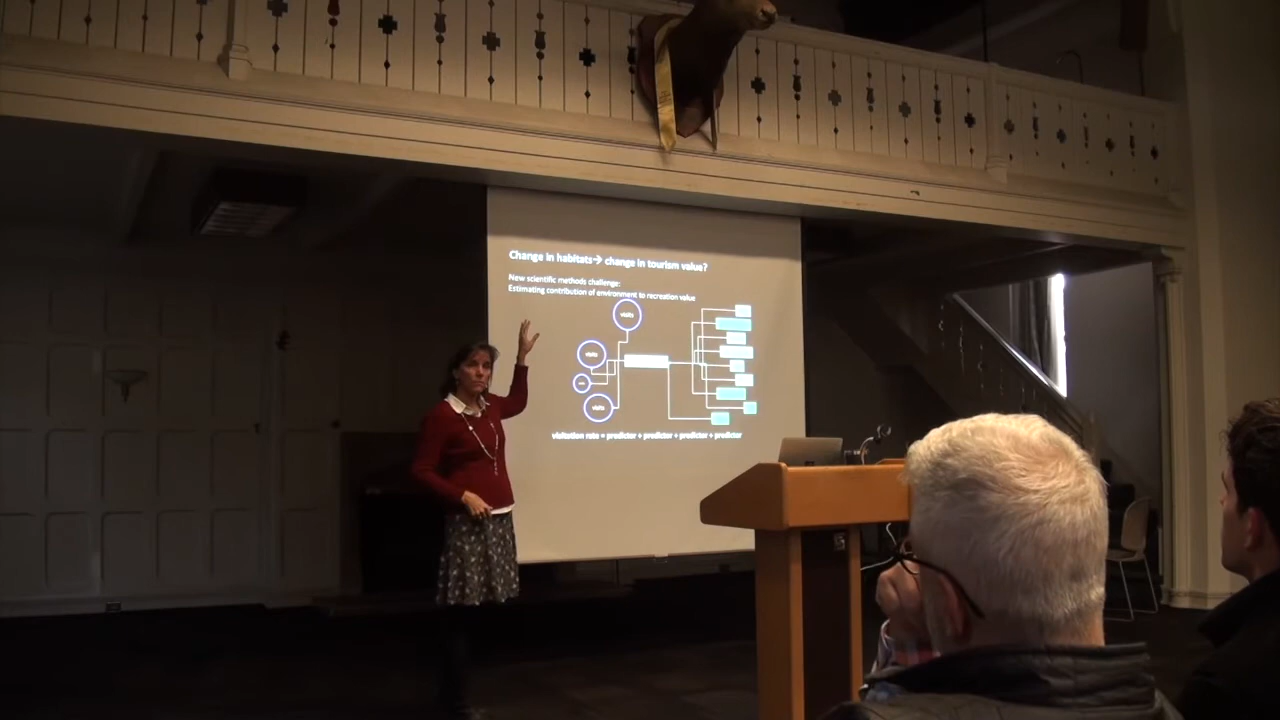 Change in habitats→ change in tourism value?
New scientific methods challenge:
Estimating contribution of environment to recreation value
visits
visits
visits
visitation rate = predictor + predictor + predictor + predictor